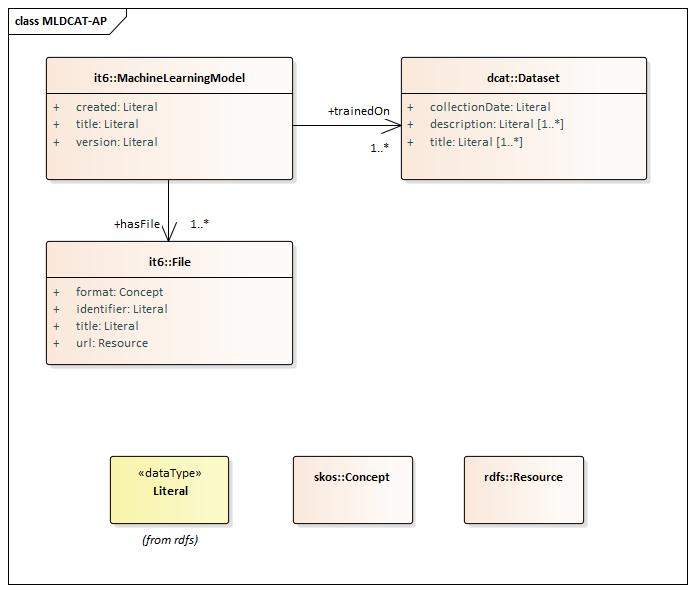 class MLDCAT-AP
it6::MachineLearningModel
+ created: Literal
+ title: Literal
+ version: Literal
+trainedOn
1..*
dcat::Dataset
+ collectionDate: Literal
+ description: Literal [1..*]
+ title: Literal [1..*]
+hasFile 1..*
it6::File
+ format: Concept
+ identifier: Literal
+ title: Literal
+ url: Resource
«dataType»
Literal
(from rdfs)
skos::Concept
rdfs::Resource